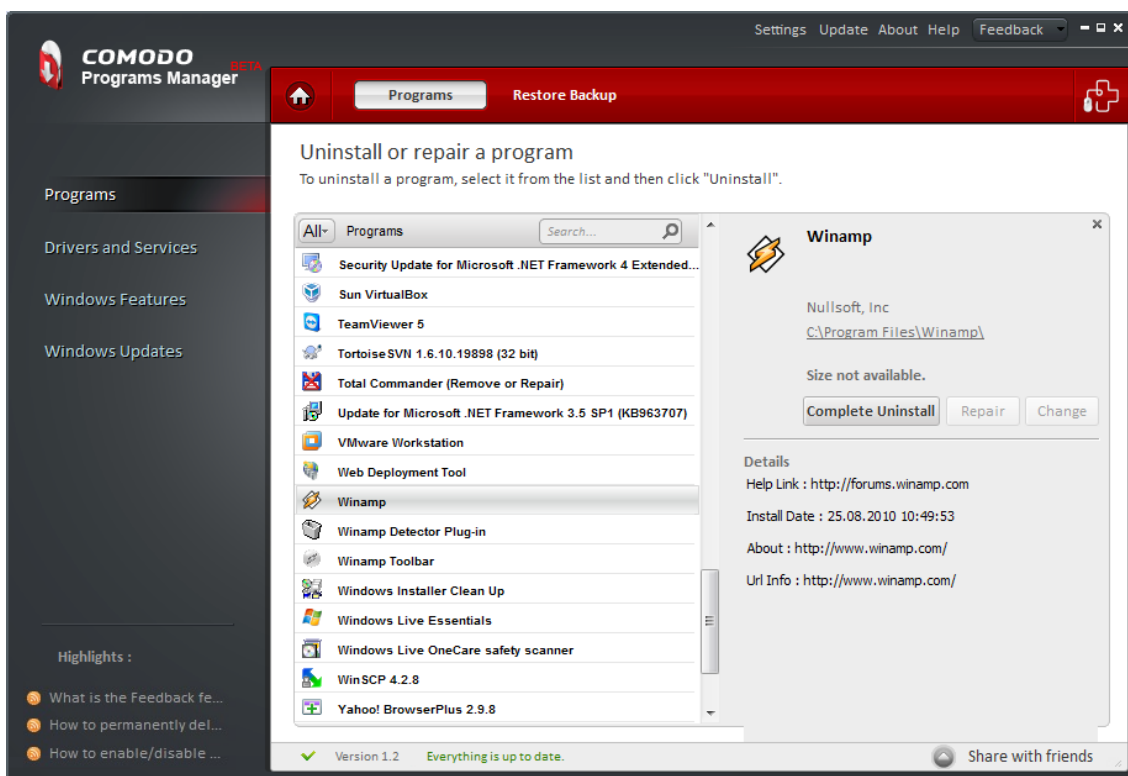 Settings Update About Help Feedback
COMODO
Programs Manager
BETA
Programs
Restore Backup
Programs
Drivers and Services
Windows Features
Windows Updates
Highlights :
What is the Feedback fe...
How to permanently del...
How to enable/disable ...
Uninstall or repair a program
To uninstall a program, select it from the list and then click "Uninstall".
All
Programs
Search...
Security Update for Microsoft .NET Framework 4 Extended...
Sun VirtualBox
TeamViewer 5
TortoiseSVN 1.6.10.19898 (32 bit)
Total Commander (Remove or Repair)
Update for Microsoft .NET Framework 3.5 SP1 (KB963707)
VMware Workstation
Web Deployment Tool
Winamp
Winamp Detector Plug-in
Winamp Toolbar
Windows Installer Clean Up
Windows Live Essentials
Windows Live OneCare safety scanner
WinSCP 4.2.8
Yahoo! BrowserPlus 2.9.8
Winamp
Nullsoft, Inc
C:\Program Files\Winamp\
Size not available.
Complete Uninstall
Repair
Change
Details
Help Link : http://forums.winamp.com
Install Date : 25.08.2010 10:49:53
About : http://www.winamp.com/
Url Info : http://www.winamp.com/
Version 1.2
Everything is up to date.
Share with friends